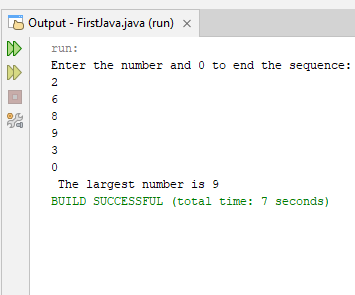 Output - FirstJava.java (run) ×
run:
Enter the number and 0 to end the sequence:
2
6
8
9
3
0
The largest number is 9
BUILD SUCCESSFUL (total time: 7 seconds)